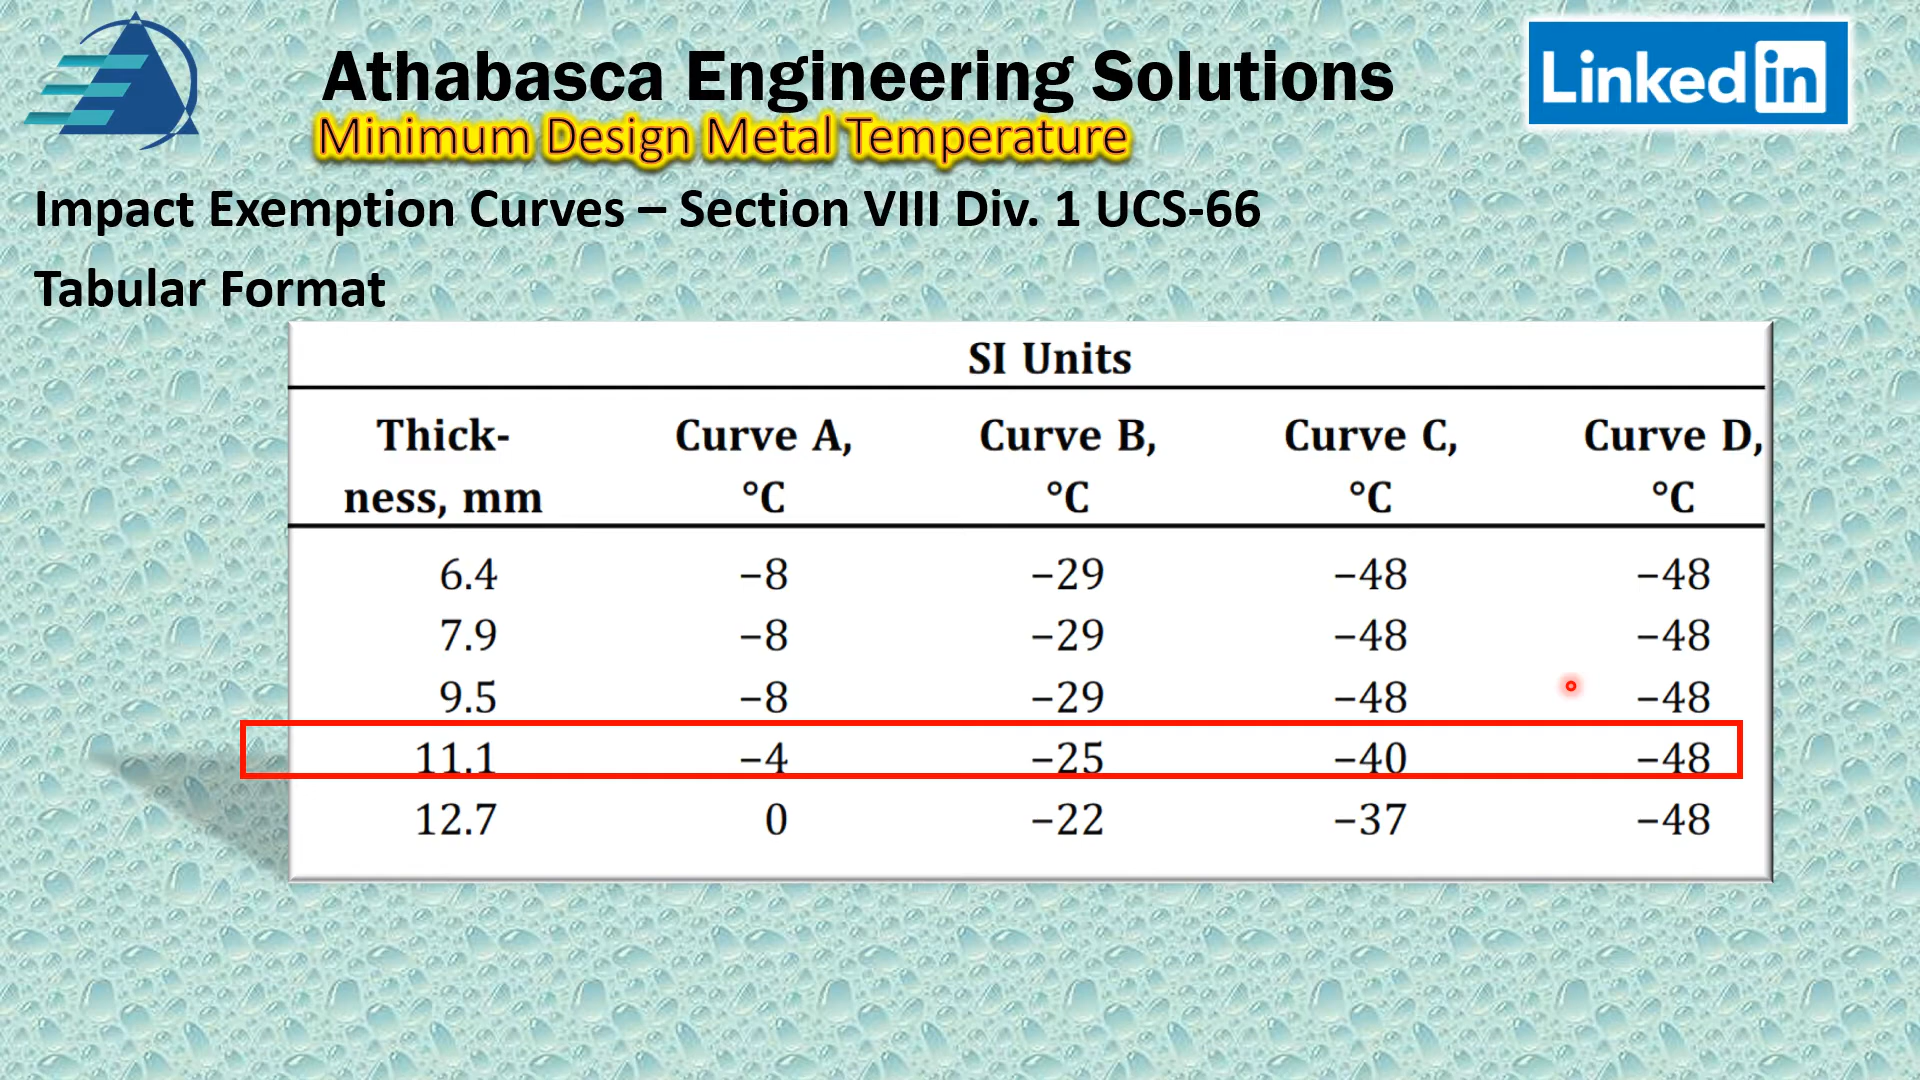 Athabasca Engineering Solutions
LinkedIn
Minimum Design Metal Temperature
Impact Exemption Curves – Section VIII Div. 1 UCS-66
Tabular Format
SI Units
Thick- Curve A, Curve B, Curve C, Curve D,
ness, mm °C °C °C °C
6.4 −8 −29 −48 −48
7.9 −8 −29 −48 −48
9.5 −8 −29 −48 −48
11.1 −4 −25 −40 −48
12.7 0 −22 −37 −48